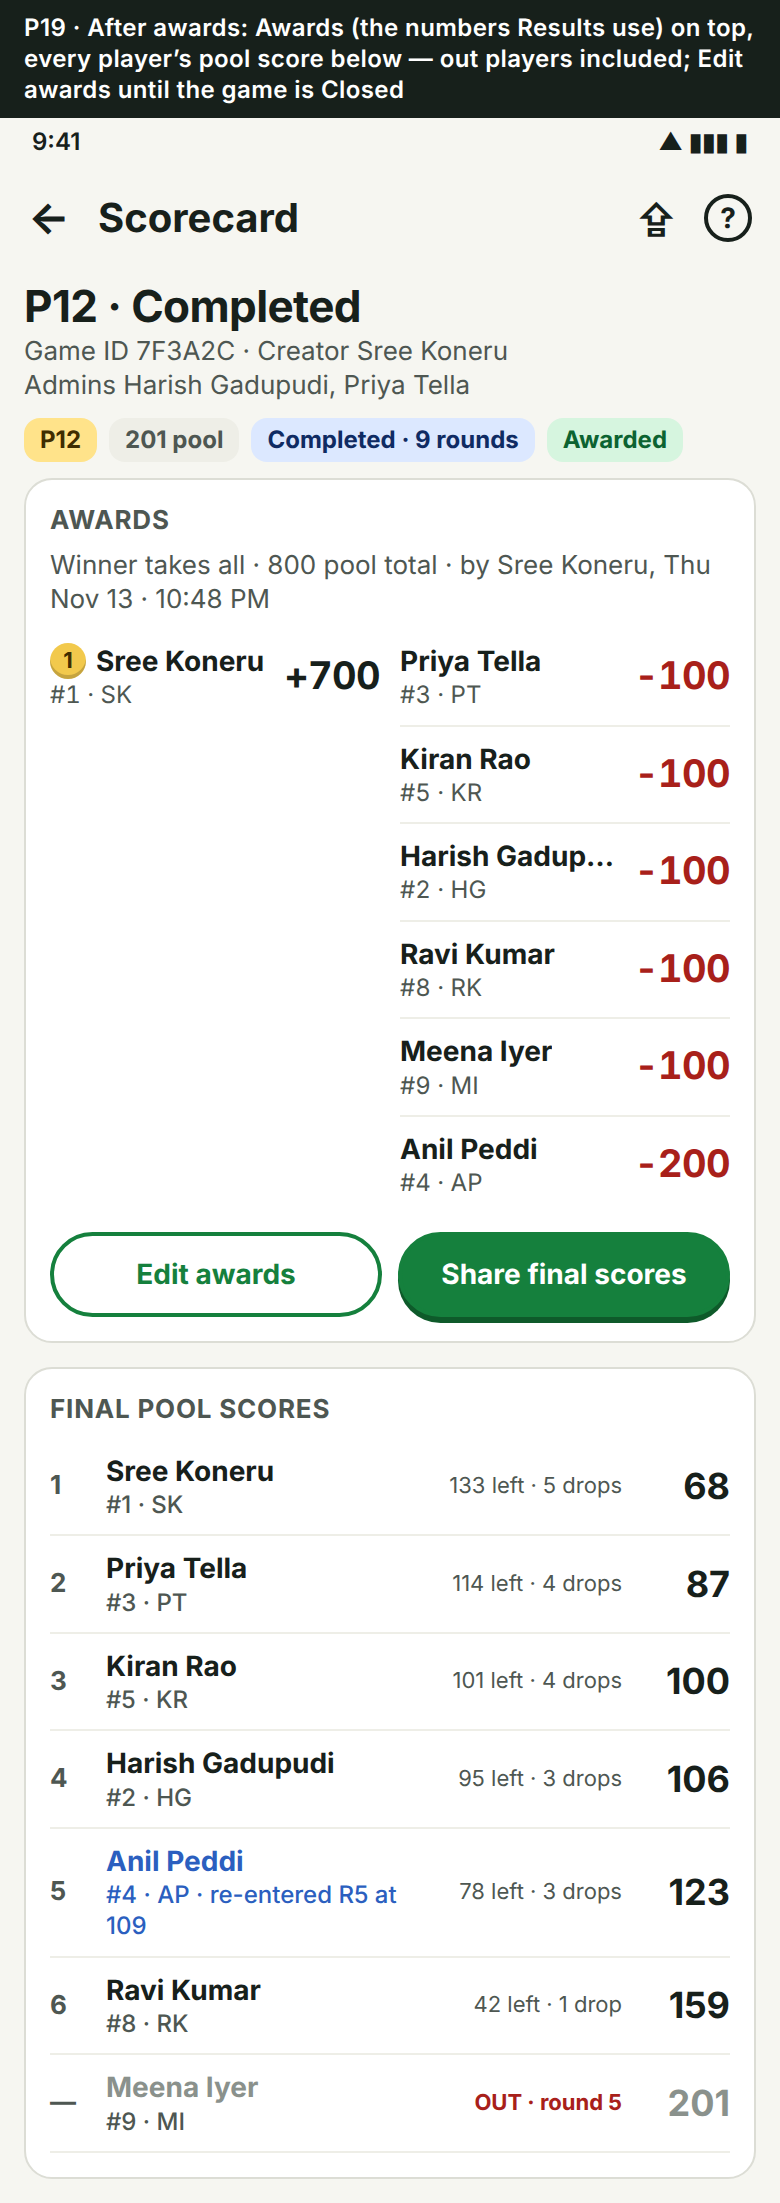 P19 · After awards: Awards (the numbers Results use) on top,
every player’s pool score below — out players included; Edit
awards until the game is Closed
9:41
Scorecard
?
P12 · Completed
Game ID 7F3A2C · Creator Sree Koneru
Admins Harish Gadupudi, Priya Tella
P12 201 pool Completed · 9 rounds Awarded
AWARDS
Winner takes all · 800 pool total · by Sree Koneru, Thu
Nov 13 · 10:48 PM
1 Sree Koneru +700
#1 · SK
Priya Tella -100
#3 · PT
Kiran Rao -100
#5 · KR
Harish Gadup... -100
#2 · HG
Ravi Kumar -100
#8 · RK
Meena Iyer -100
#9 · MI
Anil Peddi -200
#4 · AP
Edit awards Share final scores
FINAL POOL SCORES
1 Sree Koneru 133 left · 5 drops 68
#1 · SK
2 Priya Tella 114 left · 4 drops 87
#3 · PT
3 Kiran Rao 101 left · 4 drops 100
#5 · KR
4 Harish Gadupudi 95 left · 3 drops 106
#2 · HG
5 Anil Peddi 78 left · 3 drops 123
#4 · AP · re-entered R5 at
109
6 Ravi Kumar 42 left · 1 drop 159
#8 · RK
— Meena Iyer OUT · round 5 201
#9 · MI